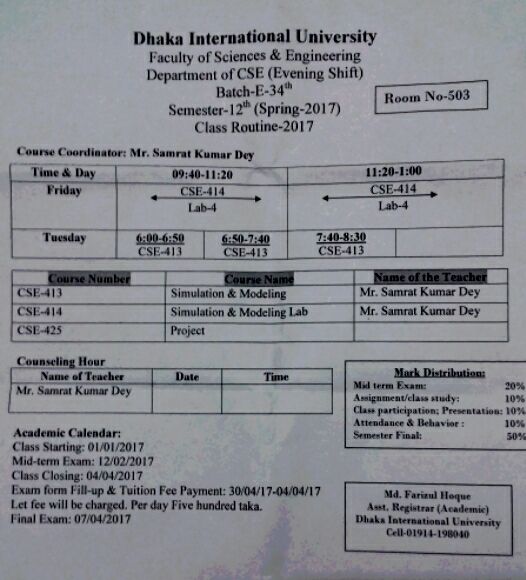 Dhaka International University
Faculty of Sciences & Engineering
Department of CSE (Evening Shift)
Batch-E-34th
Semester-12th (Spring-2017)
Class Routine-2017
Room No-503
Course Coordinator: Mr. Samrat Kumar Dey
Time & Day 09:40-11:20 11:20-1:00
Friday CSE-414 CSE-414
Lab-4 Lab-4
Tuesday 6:00-6:50 6:50-7:40 7:40-8:30
CSE-413 CSE-413 CSE-413
Course Number Course Name Name of the Teacher
CSE-413 Simulation & Modeling Mr. Samrat Kumar Dey
CSE-414 Simulation & Modeling Lab Mr. Samrat Kumar Dey
CSE-425 Project
Counseling Hour
Name of Teacher Date Time
Mr. Samrat Kumar Dey
Mark Distribution:
Mid term Exam: 20%
Assignment/class study: 10%
Class participation; Presentation: 10%
Attendance & Behavior : 10%
Semester Final: 50%
Academic Calendar:
Class Starting: 01/01/2017
Mid-term Exam: 12/02/2017
Class Closing: 04/04/2017
Exam form Fill-up & Tuition Fee Payment: 30/04/17-04/04/17
Let fee will be charged. Per day Five hundred taka.
Final Exam: 07/04/2017
Md. Farizul Hoque
Asst. Registrar (Academic)
Dhaka International University
Cell-01914-198040